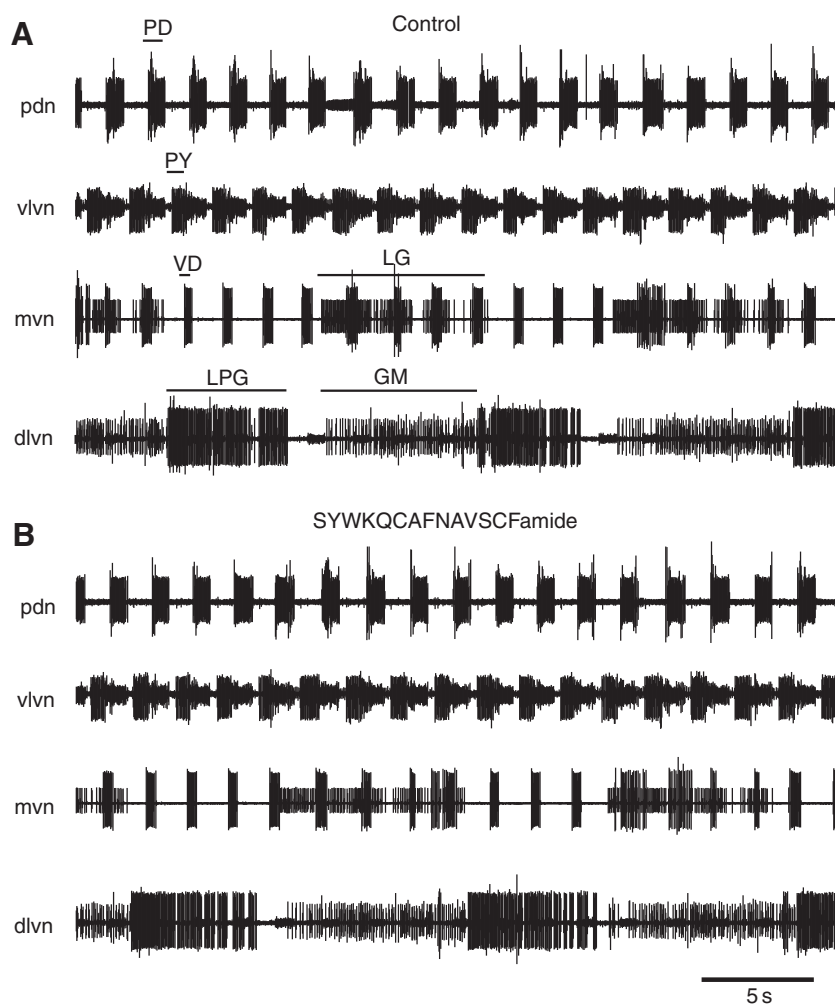 A
Control
PD
pdn
PY
vlvn
VD
LG
mvn
LPG
GM
dlvn
B
SYWKQCAFNAVSCFamide
pdn
vlvn
mvn
dlvn
5 s